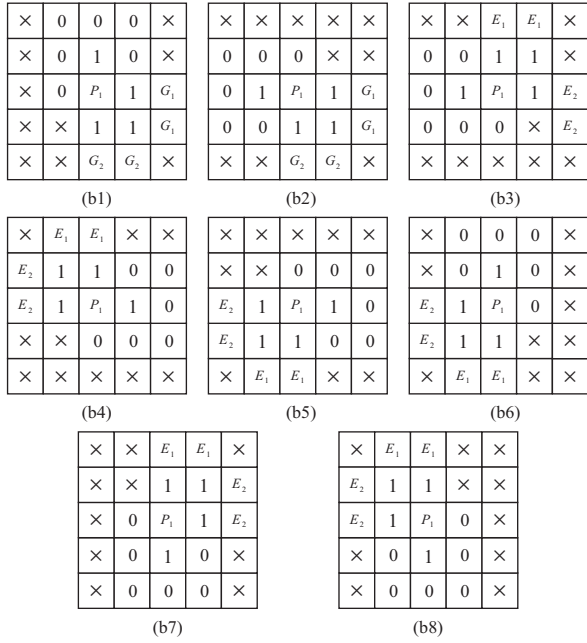 × 0 0 0 ×
× 0 1 0 ×
× 0 P₁ 1 G₁
× × 1 1 G₁
× × G₂ G₂ ×
(b1)
× × × × ×
0 0 0 × ×
0 1 P₁ 1 G₁
0 0 1 1 G₁
× × G₂ G₂ ×
(b2)
× × E₁ E₁ ×
0 0 1 1 ×
0 1 P₁ 1 E₂
0 0 0 × E₂
× × × × ×
(b3)
× E₁ E₁ × ×
E₂ 1 1 0 0
E₂ 1 P₁ 1 0
× × 0 0 0
× × × × ×
(b4)
× × × × ×
× × 0 0 0
E₂ 1 P₁ 1 0
E₂ 1 1 0 0
× E₁ E₁ × ×
(b5)
× 0 0 0 ×
× 0 1 0 ×
E₂ 1 P₁ 0 ×
E₂ 1 1 × ×
× E₁ E₁ × ×
(b6)
× × E₁ E₁ ×
× × 1 1 E₂
× 0 P₁ 1 E₂
× 0 1 0 ×
× 0 0 0 ×
(b7)
× E₁ E₁ × ×
E₂ 1 1 × ×
E₂ 1 P₁ 0 ×
× 0 1 0 ×
× 0 0 0 ×
(b8)